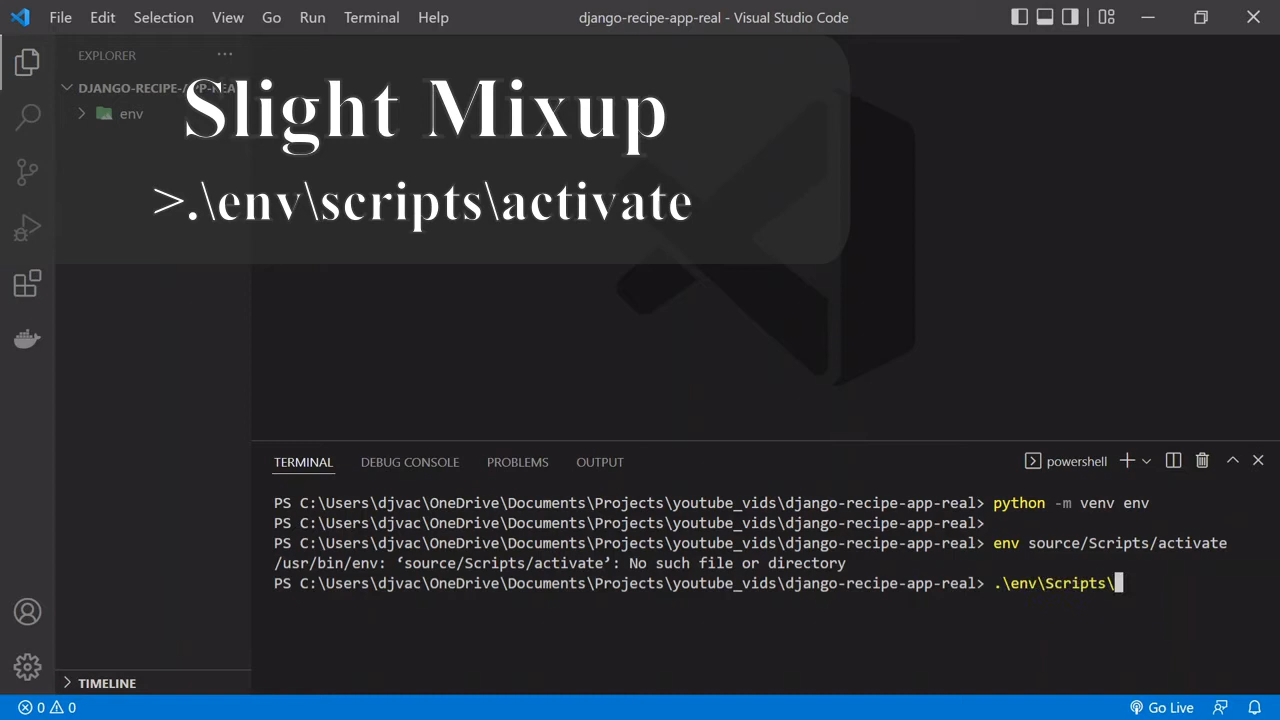 File Edit Selection View Go Run Terminal Help django-recipe-app-real - Visual Studio Code
EXPLORER ···
DJANGO-RECIPE-APP-REA
env
Slight Mixup
>.\env\scripts\activate
TERMINAL DEBUG CONSOLE PROBLEMS OUTPUT powershell
PS C:\Users\djvac\OneDrive\Documents\Projects\youtube_vids\django-recipe-app-real> python -m venv env
PS C:\Users\djvac\OneDrive\Documents\Projects\youtube_vids\django-recipe-app-real>
PS C:\Users\djvac\OneDrive\Documents\Projects\youtube_vids\django-recipe-app-real> env source/Scripts/activate
/usr/bin/env: ‘source/Scripts/activate’: No such file or directory
PS C:\Users\djvac\OneDrive\Documents\Projects\youtube_vids\django-recipe-app-real> .\env\Scripts\
TIMELINE
0 0 Go Live